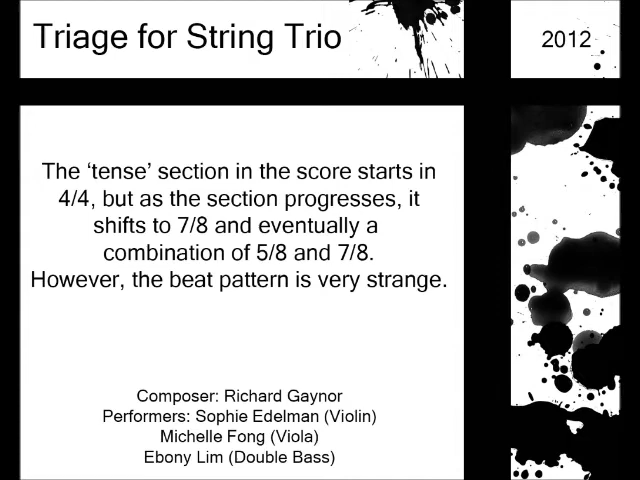 Triage for String Trio
2012
The ‘tense’ section in the score starts in
4/4, but as the section progresses, it
shifts to 7/8 and eventually a
combination of 5/8 and 7/8.
However, the beat pattern is very strange.
Composer: Richard Gaynor
Performers: Sophie Edelman (Violin)
Michelle Fong (Viola)
Ebony Lim (Double Bass)